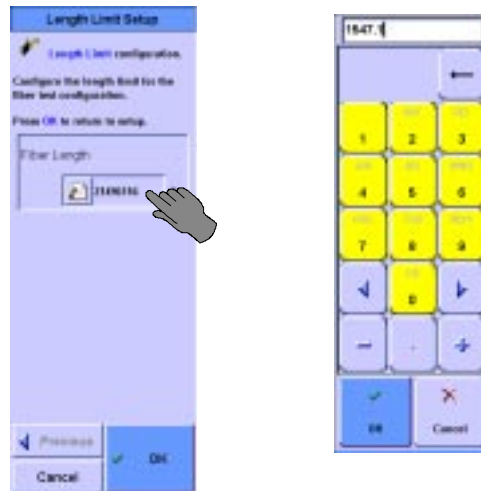 Length Limit Setup
Length Limit configuration.
Configure the length limit for the
fiber test configuration.
Press OK to return to setup.
Fiber Length
Previous
OK
Cancel
1
2
3
4
5
6
7
8
9
0
-
.
+
OK
Cancel